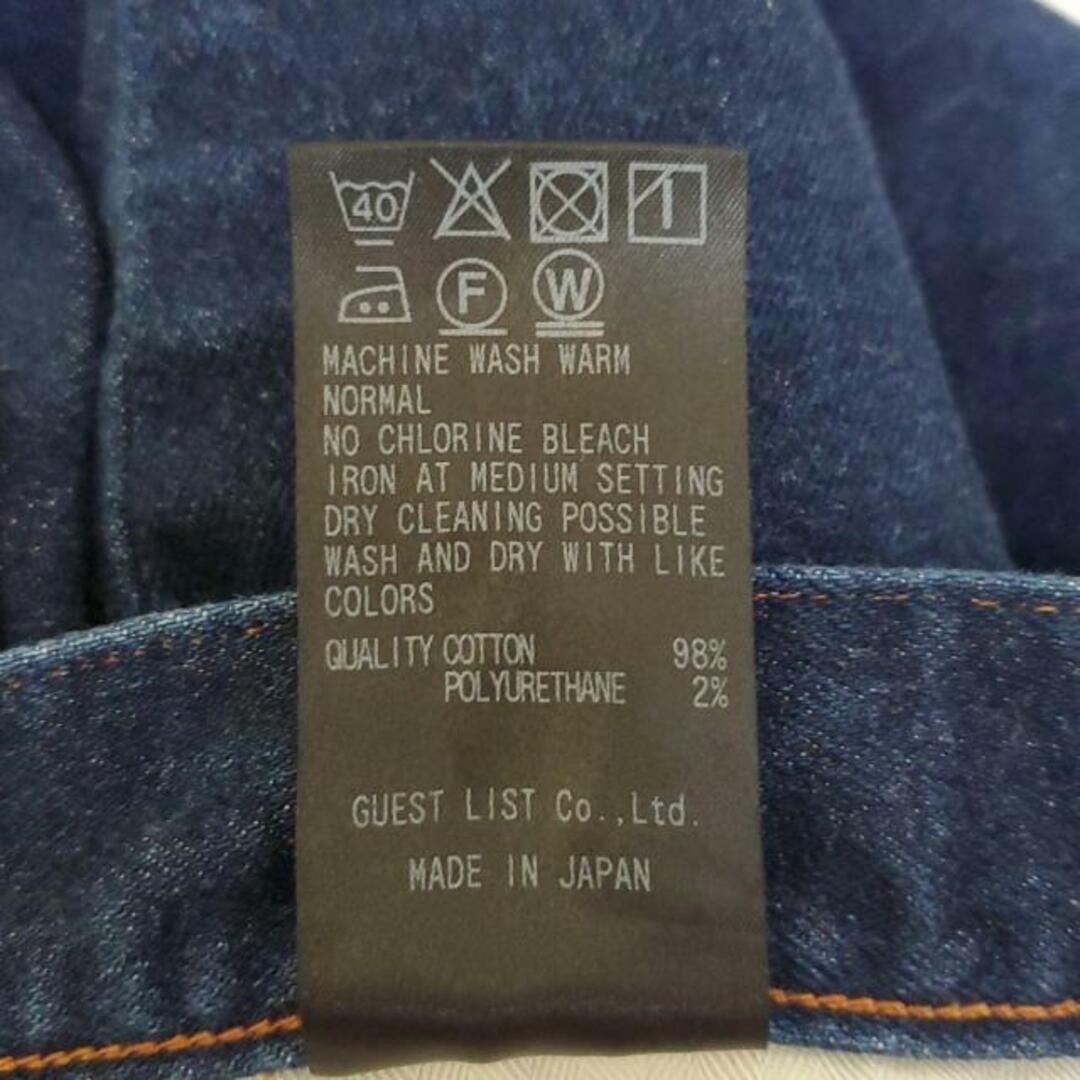 40
F W
MACHINE WASH WARM
NORMAL
NO CHLORINE BLEACH
IRON AT MEDIUM SETTING
DRY CLEANING POSSIBLE
WASH AND DRY WITH LIKE
COLORS
QUALITY COTTON 98%
POLYURETHANE 2%
GUEST LIST Co.,Ltd.
MADE IN JAPAN